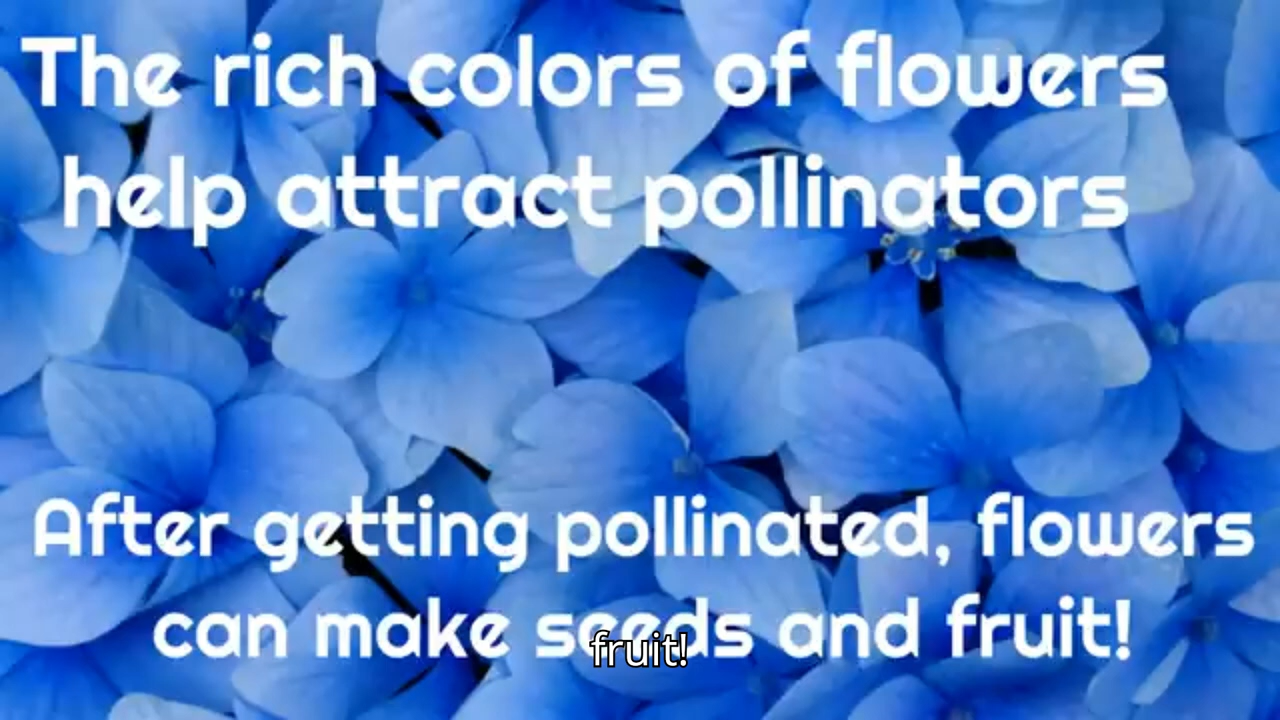 The rich colors of flowers
help attract pollinators
After getting pollinated, flowers
can make seeds and fruit!
fruit!